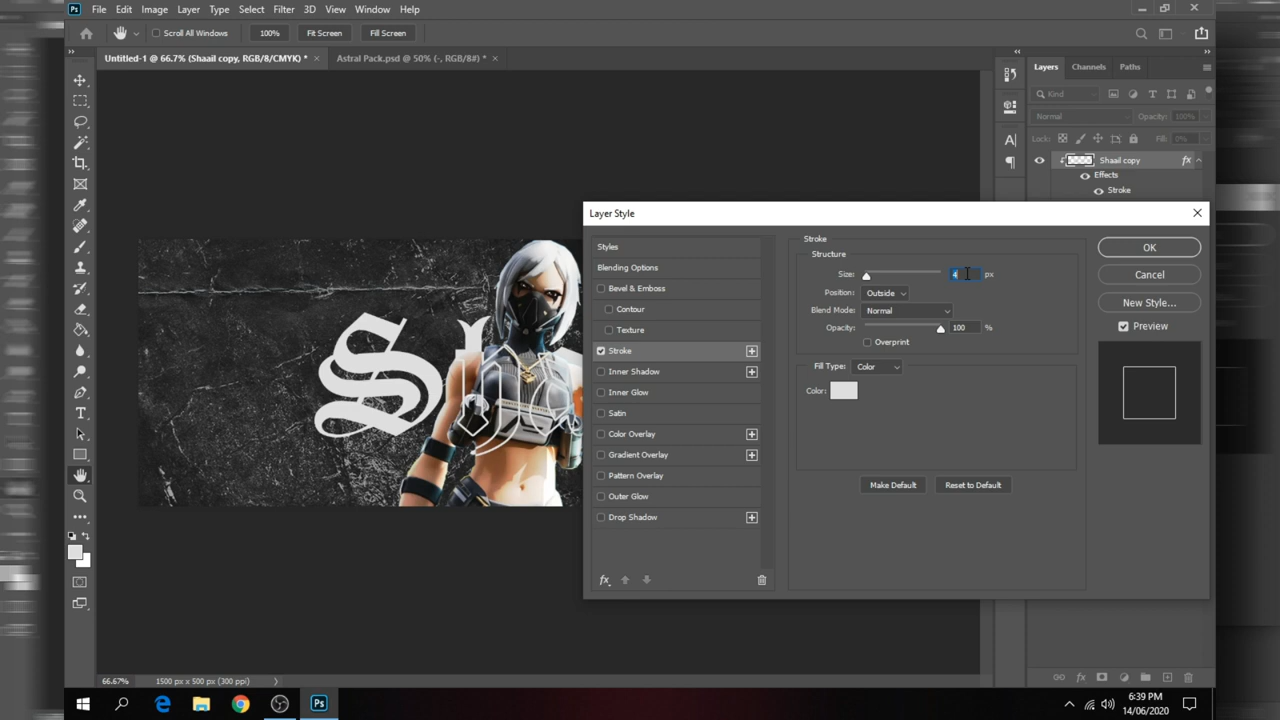 Ps File Edit Image Layer Type Select Filter 3D View Window Help
Scroll All Windows 100% Fit Screen Fill Screen
Untitled-1 @ 66.7% (Shaail copy, RGB/8/CMYK) * × Astral Pack.psd @ 50% (-, RGB/8#) * ×
Layers Channels Paths
Kind
Normal Opacity: 100%
Lock: Fill: 0%
Shaail copy fx
Effects
Stroke
Layer Style
Styles
Blending Options
Bevel & Emboss
Contour
Texture
Stroke
Inner Shadow
Inner Glow
Satin
Color Overlay
Gradient Overlay
Pattern Overlay
Outer Glow
Drop Shadow
fx
Stroke
Structure
Size: 4 px
Position: Outside
Blend Mode: Normal
Opacity: 100 %
Overprint
Fill Type: Color
Color:
Make Default Reset to Default
OK
Cancel
New Style...
Preview
66.67% 1500 px x 500 px (300 ppi)
fx
Ps
6:39 PM
14/06/2020